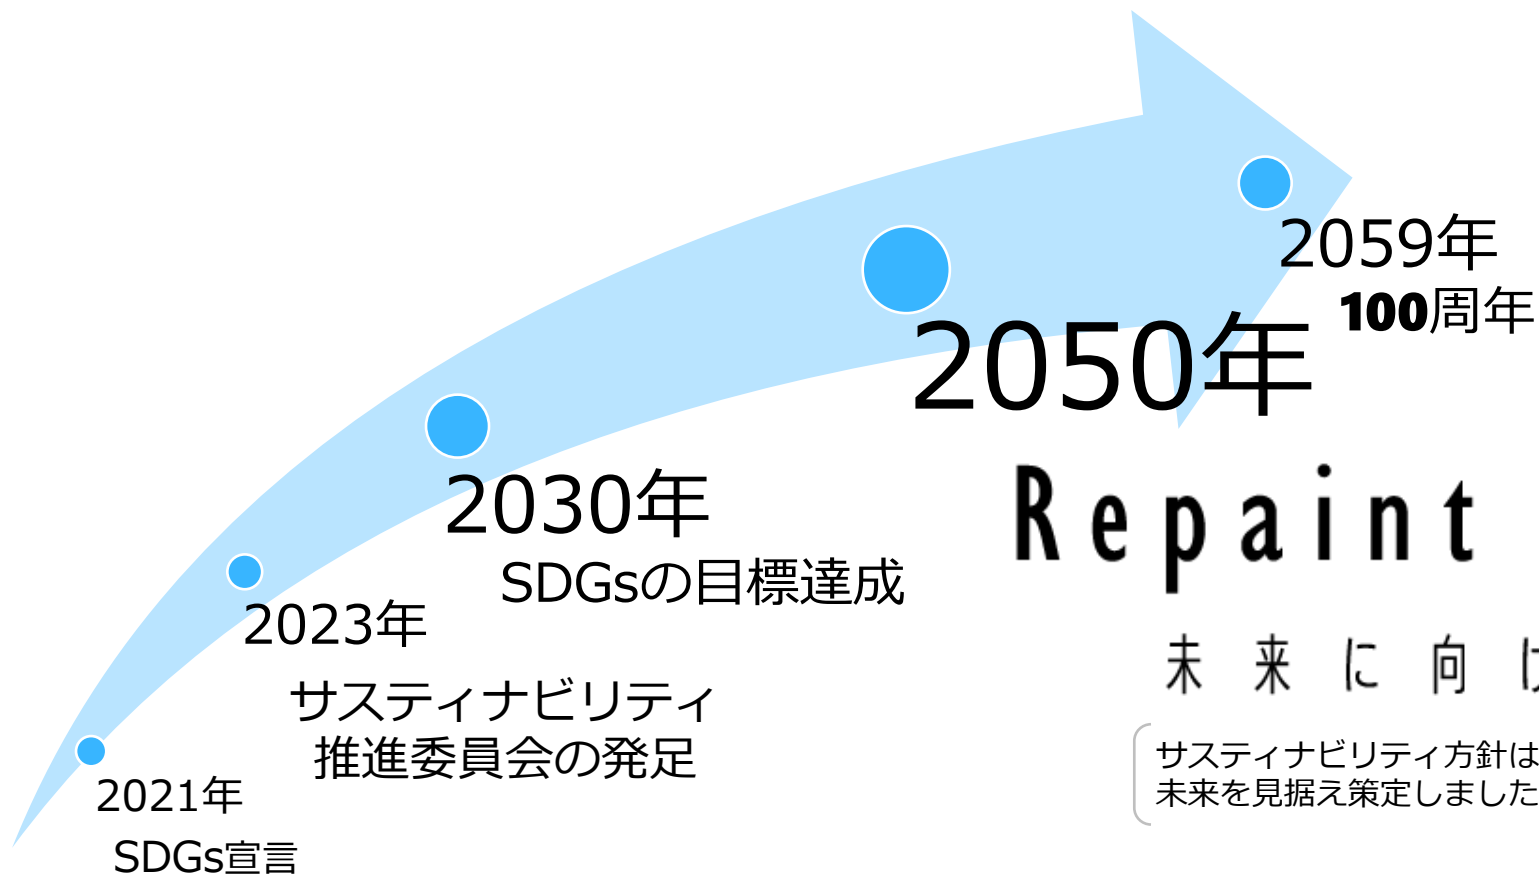 2059年
100周年
2050年
Repaint
未来に向け
サスティナビリティ方針は
未来を見据え策定しました
2030年
SDGsの目標達成
2023年
サスティナビリティ
推進委員会の発足
2021年
SDGs宣言